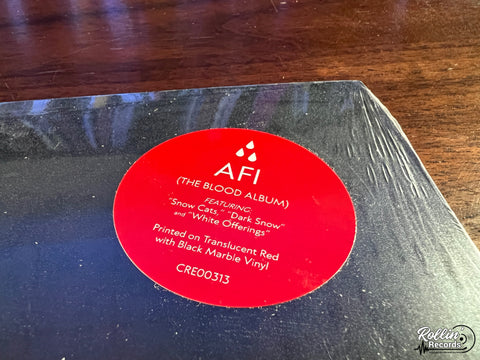 AFI
(THE BLOOD ALBUM)
FEATURING:
"Snow Cats," "Dark Snow"
and "White Offerings"
Printed on Translucent Red
with Black Marble Vinyl
CRE00313
Rollin'
Records